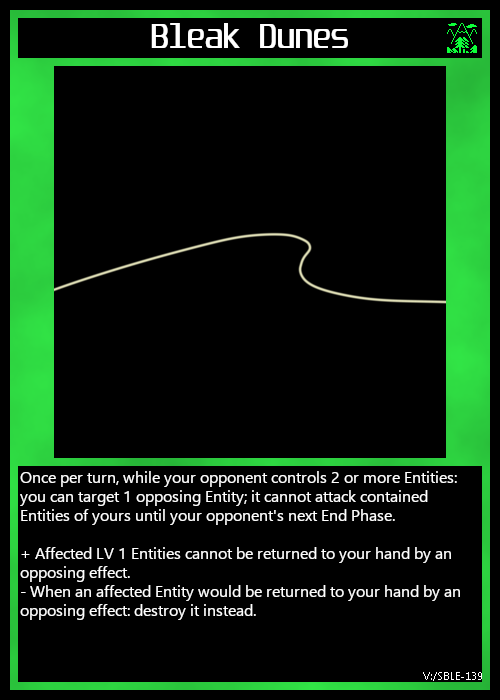 Bleak Dunes
Once per turn, while your opponent controls 2 or more Entities:
you can target 1 opposing Entity; it cannot attack contained
Entities of yours until your opponent's next End Phase.
+ Affected LV 1 Entities cannot be returned to your hand by an
opposing effect.
- When an affected Entity would be returned to your hand by an
opposing effect: destroy it instead.
V:/SBLE-139